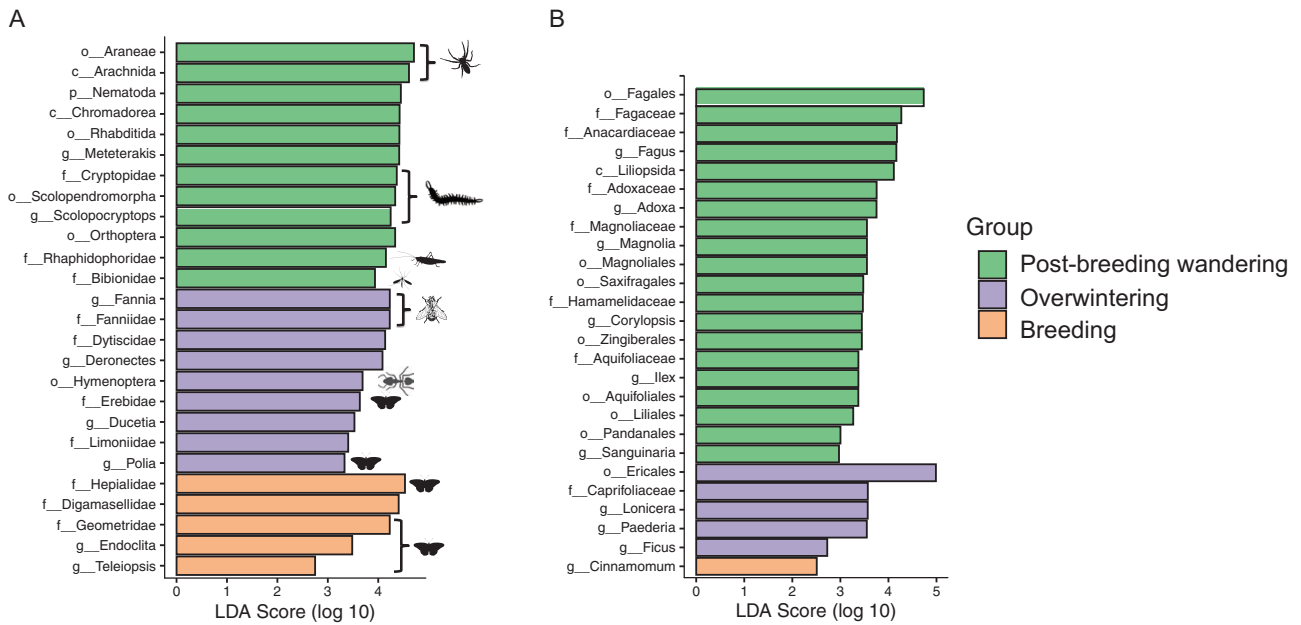 A
o__Araneae
c__Arachnida
p__Nematoda
c__Chromadorea
o__Rhabditida
g__Meteterakis
f__Cryptopidae
o__Scolopendromorpha
g__Scolopocryptops
o__Orthoptera
f__Rhaphidophoridae
f__Bibionidae
g__Fannia
f__Fanniidae
f__Dytiscidae
g__Deronectes
o__Hymenoptera
f__Erebidae
g__Ducetia
f__Limoniidae
g__Polia
f__Hepialidae
f__Digamasellidae
f__Geometridae
g__Endoclita
g__Teleiopsis
0 1 2 3 4
LDA Score (log 10)
B
o__Fagales
f__Fagaceae
f__Anacardiaceae
g__Fagus
c__Liliopsida
f__Adoxaceae
g__Adoxa
f__Magnoliaceae
g__Magnolia
o__Magnoliales
o__Saxifragales
f__Hamamelidaceae
g__Corylopsis
o__Zingiberales
f__Aquifoliaceae
g__Ilex
o__Aquifoliales
o__Liliales
o__Pandanales
g__Sanguinaria
o__Ericales
f__Caprifoliaceae
g__Lonicera
g__Paederia
g__Ficus
g__Cinnamomum
0 1 2 3 4 5
LDA Score (log 10)
Group
Post-breeding wandering
Overwintering
Breeding